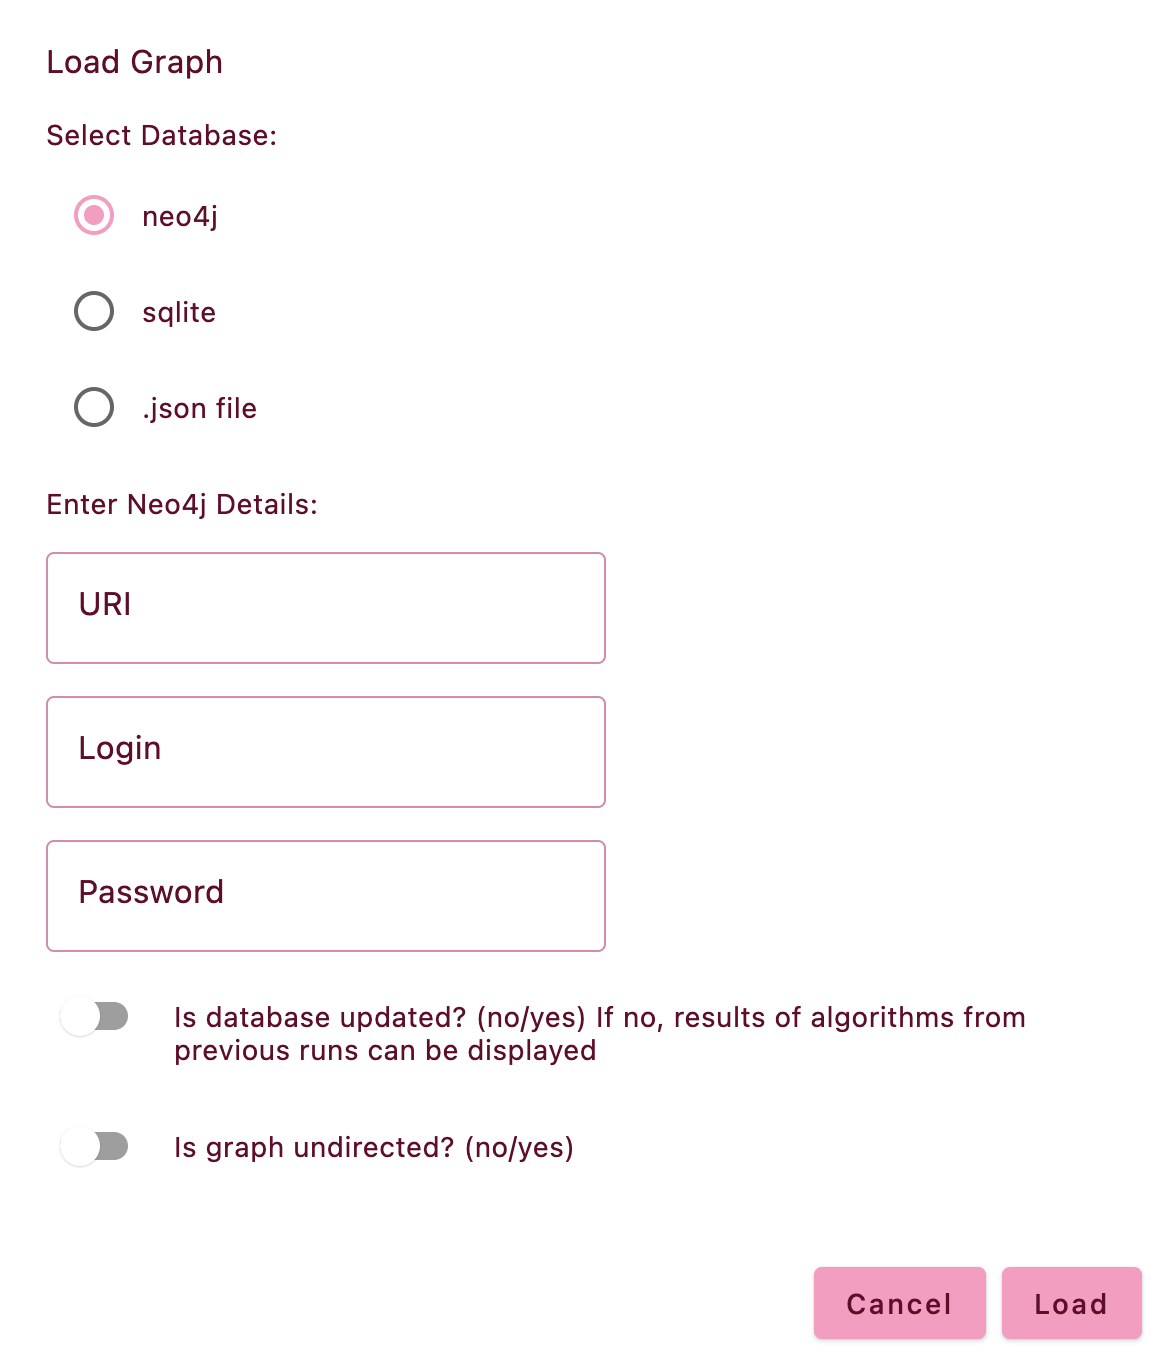 Load Graph
Select Database:
neo4j
sqlite
.json file
Enter Neo4j Details:
URI
Login
Password
Is database updated? (no/yes) If no, results of algorithms from
previous runs can be displayed
Is graph undirected? (no/yes)
Cancel
Load